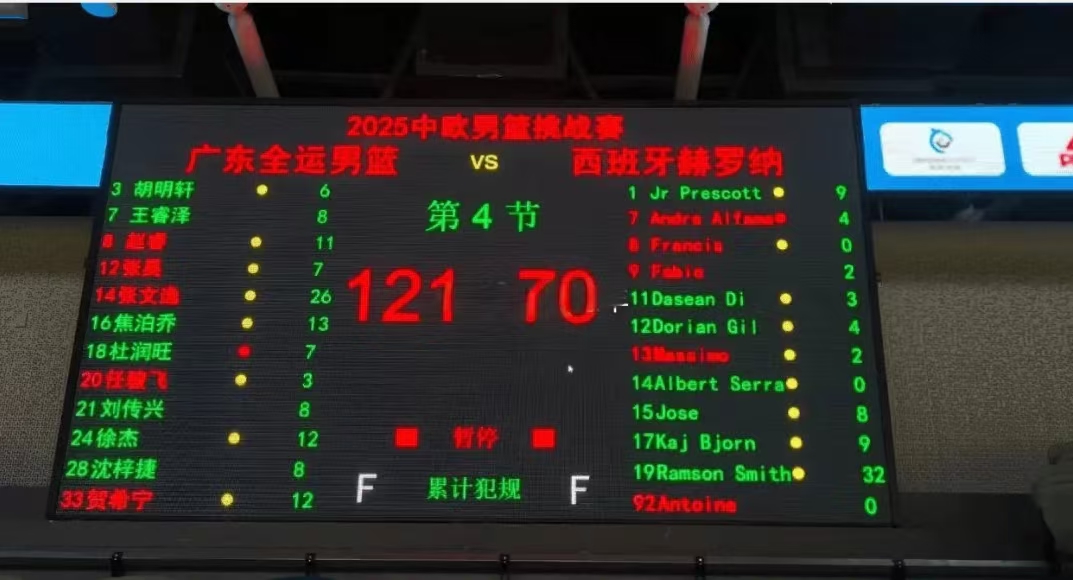 2025中欧男篮挑战赛
广东全运男篮 vs 西班牙赫罗纳
3 胡明轩 6
7 王睿泽 8
8 赵睿 11
12张昊 7
14张文逸 26
16焦泊乔 13
18杜润旺 7
20任骏飞 3
21刘传兴 8
24徐杰 12
28沈梓捷 8
33贺希宁 12
第4节
121 70
暂停
F 累计犯规 F
1 Jr Prescott 9
7 Andre Alfama 4
8 Francis 0
9 Fabio 2
11Dasean Di 3
12Dorian Gil 4
13Massimo 2
14Albert Serra 0
15Jose 8
17Kaj Bjorn 9
19Ramson Smith 32
92Antoine 0